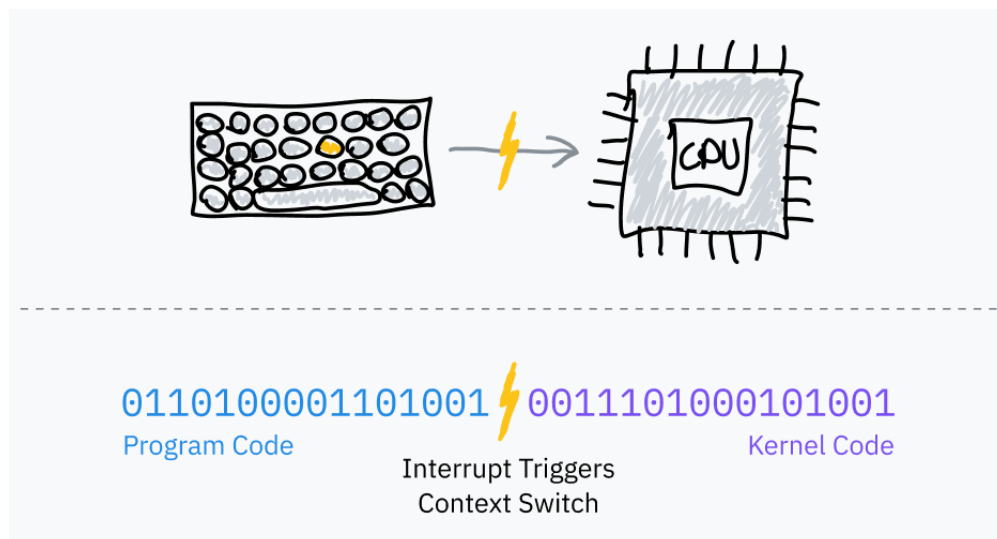 CPU
0110100001101001 0011101000101001
Program Code
Kernel Code
Interrupt Triggers
Context Switch